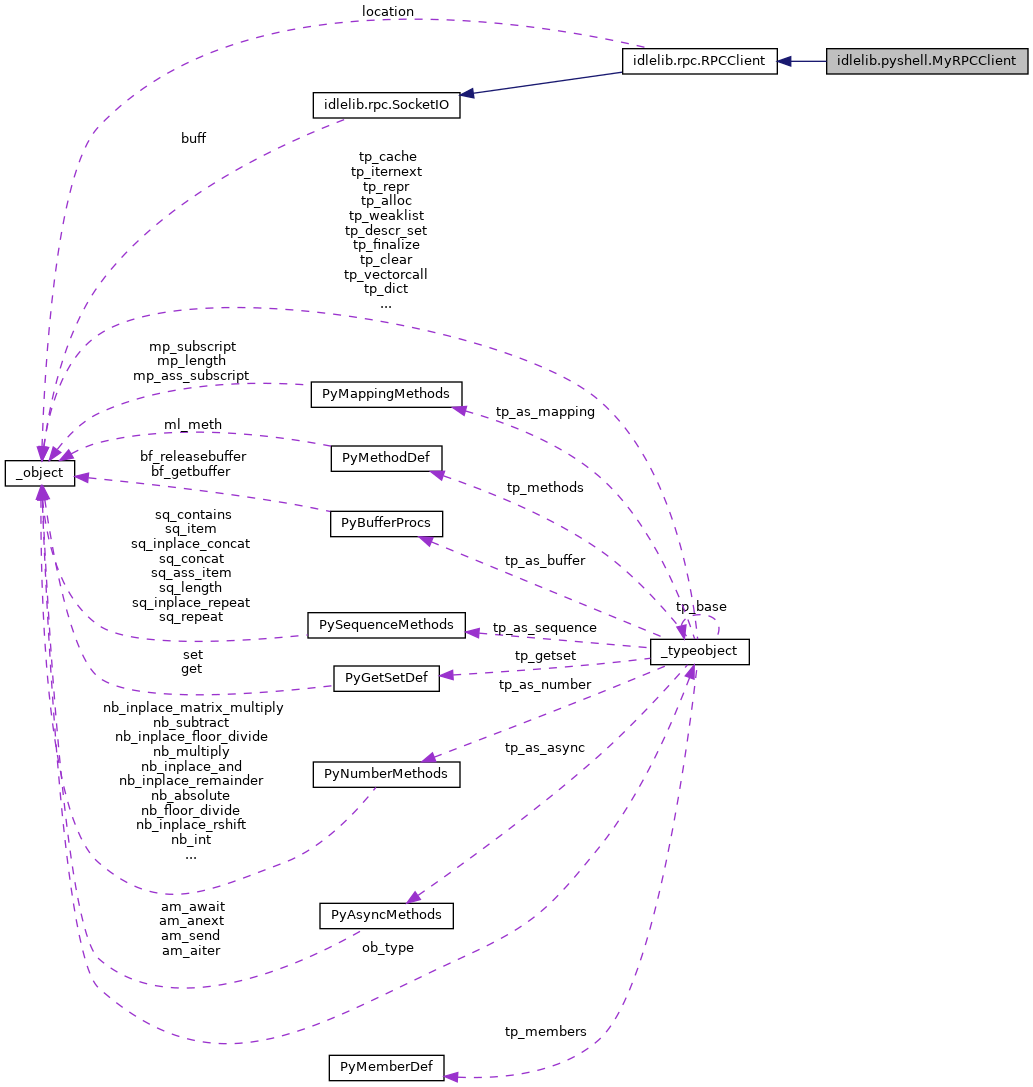 location
idlelib.rpc.RPCClient
idlelib.pyshell.MyRPCClient
idlelib.rpc.SocketIO
buff
tp_cache
tp_iternext
tp_repr
tp_alloc
tp_weaklist
tp_descr_set
tp_finalize
tp_clear
tp_vectorcall
tp_dict
...
mp_subscript
mp_length
mp_ass_subscript
PyMappingMethods
tp_as_mapping
ml_meth
PyMethodDef
_object
bf_releasebuffer
bf_getbuffer
tp_methods
PyBufferProcs
sq_contains
sq_item
sq_inplace_concat
sq_concat
sq_ass_item
sq_length
sq_inplace_repeat
sq_repeat
tp_as_buffer
tp_base
PySequenceMethods
tp_as_sequence
_typeobject
set
get
tp_getset
PyGetSetDef
tp_as_number
nb_inplace_matrix_multiply
nb_subtract
nb_inplace_floor_divide
nb_multiply
nb_inplace_and
nb_inplace_remainder
nb_absolute
nb_floor_divide
nb_inplace_rshift
nb_int
...
tp_as_async
PyNumberMethods
am_await
am_anext
am_send
am_aiter
PyAsyncMethods
ob_type
tp_members
PyMemberDef